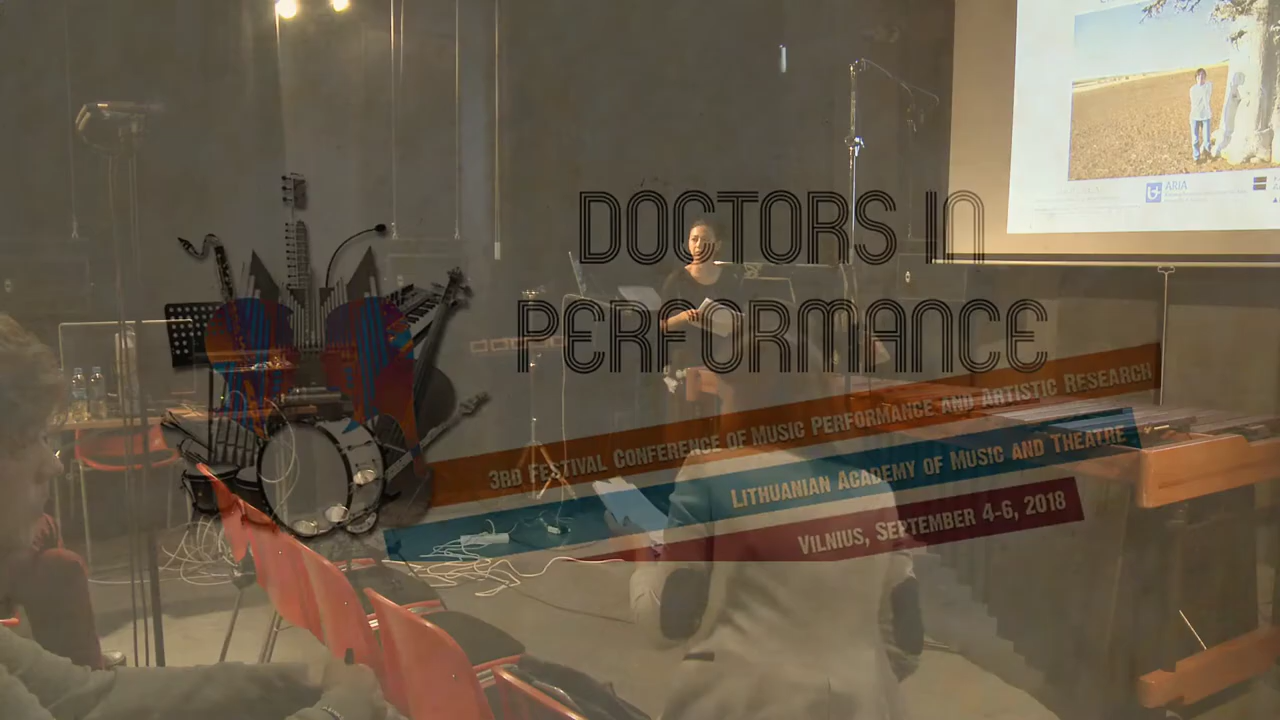 DOCTORS IN
PERFORMANCE
3RD FESTIVAL CONFERENCE OF MUSIC PERFORMANCE AND ARTISTIC RESEARCH
LITHUANIAN ACADEMY OF MUSIC AND THEATRE
VILNIUS, SEPTEMBER 4-6, 2018
ARIA